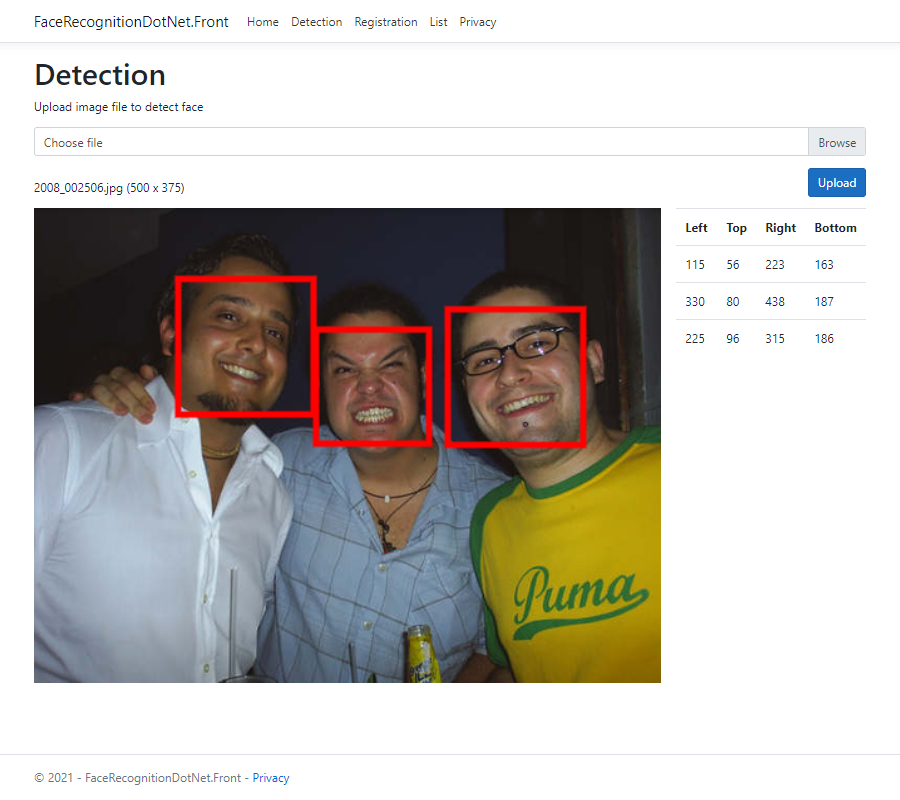 FaceRecognitionDotNet.Front Home Detection Registration List Privacy
Detection
Upload image file to detect face
Choose file Browse
2008_002506.jpg (500 x 375) Upload
Left Top Right Bottom
115 56 223 163
330 80 438 187
225 96 315 186
Puma
© 2021 - FaceRecognitionDotNet.Front - Privacy